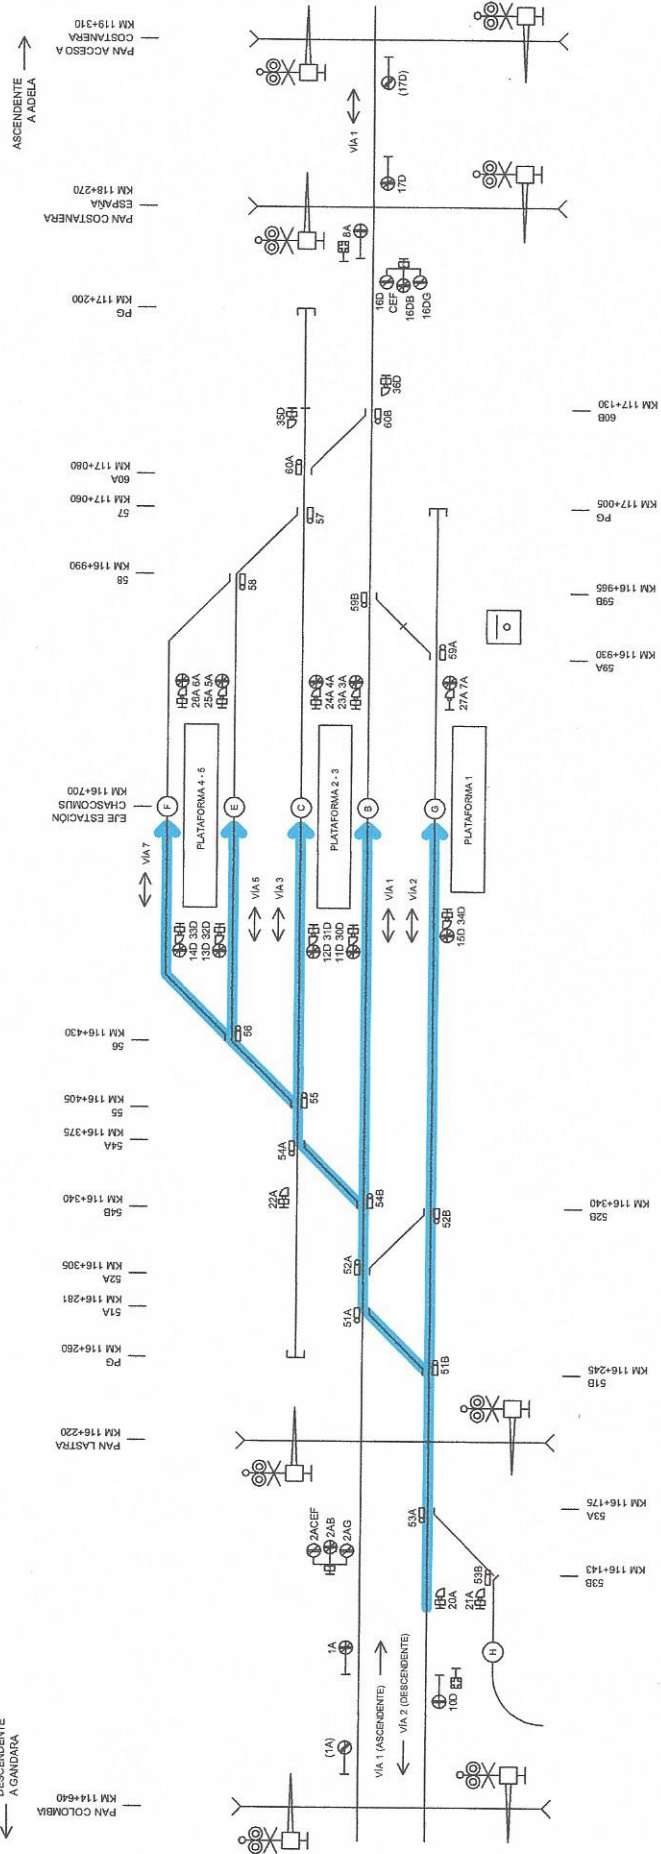 ASCENDENTE
A ADELA
PAN ACCESO A
COSTANERA
KM 119+310
(17D)
VÍA 1
17D
PAN COSTANERA
ESPAÑA
KM 118+270
8A
16D
CEF
16DB
16DG
PG
KM 117+200
35D
36D
60B
60B
KM 117+130
60A
KM 117+080
60A
57
KM 117+060
57
PG
KM 117+005
58
KM 116+990
58
59B
59B
KM 116+965
59A
59A
KM 116+930
26A 6A
25A 5A
24A 4A
23A 3A
27A 7A
EJE ESTACIÓN
CHASCOMUS
KM 116+700
F
E
C
B
G
PLATAFORMA 4 - 5
PLATAFORMA 2 - 3
PLATAFORMA 1
VÍA 7
VÍA 5
VÍA 3
VÍA 1
VÍA 2
14D 33D
13D 32D
12D 31D
11D 30D
15D 34D
56
KM 116+430
56
55
KM 116+405
55
54A
KM 116+375
54A
22A
54B
KM 116+340
54B
52B
52B
KM 116+340
52A
KM 116+305
52A
51A
KM 116+281
51A
PG
KM 116+260
51B
51B
KM 116+245
PAN LASTRA
KM 116+220
2ACEF
2AB
2AG
53A
53A
KM 116+175
53B
53B
KM 116+143
20A
21A
H
1A
10D
(1A)
VÍA 1 (ASCENDENTE)
VÍA 2 (DESCENDENTE)
PAN COLOMBIA
KM 114+640
DESCENDENTE
A GANDARA